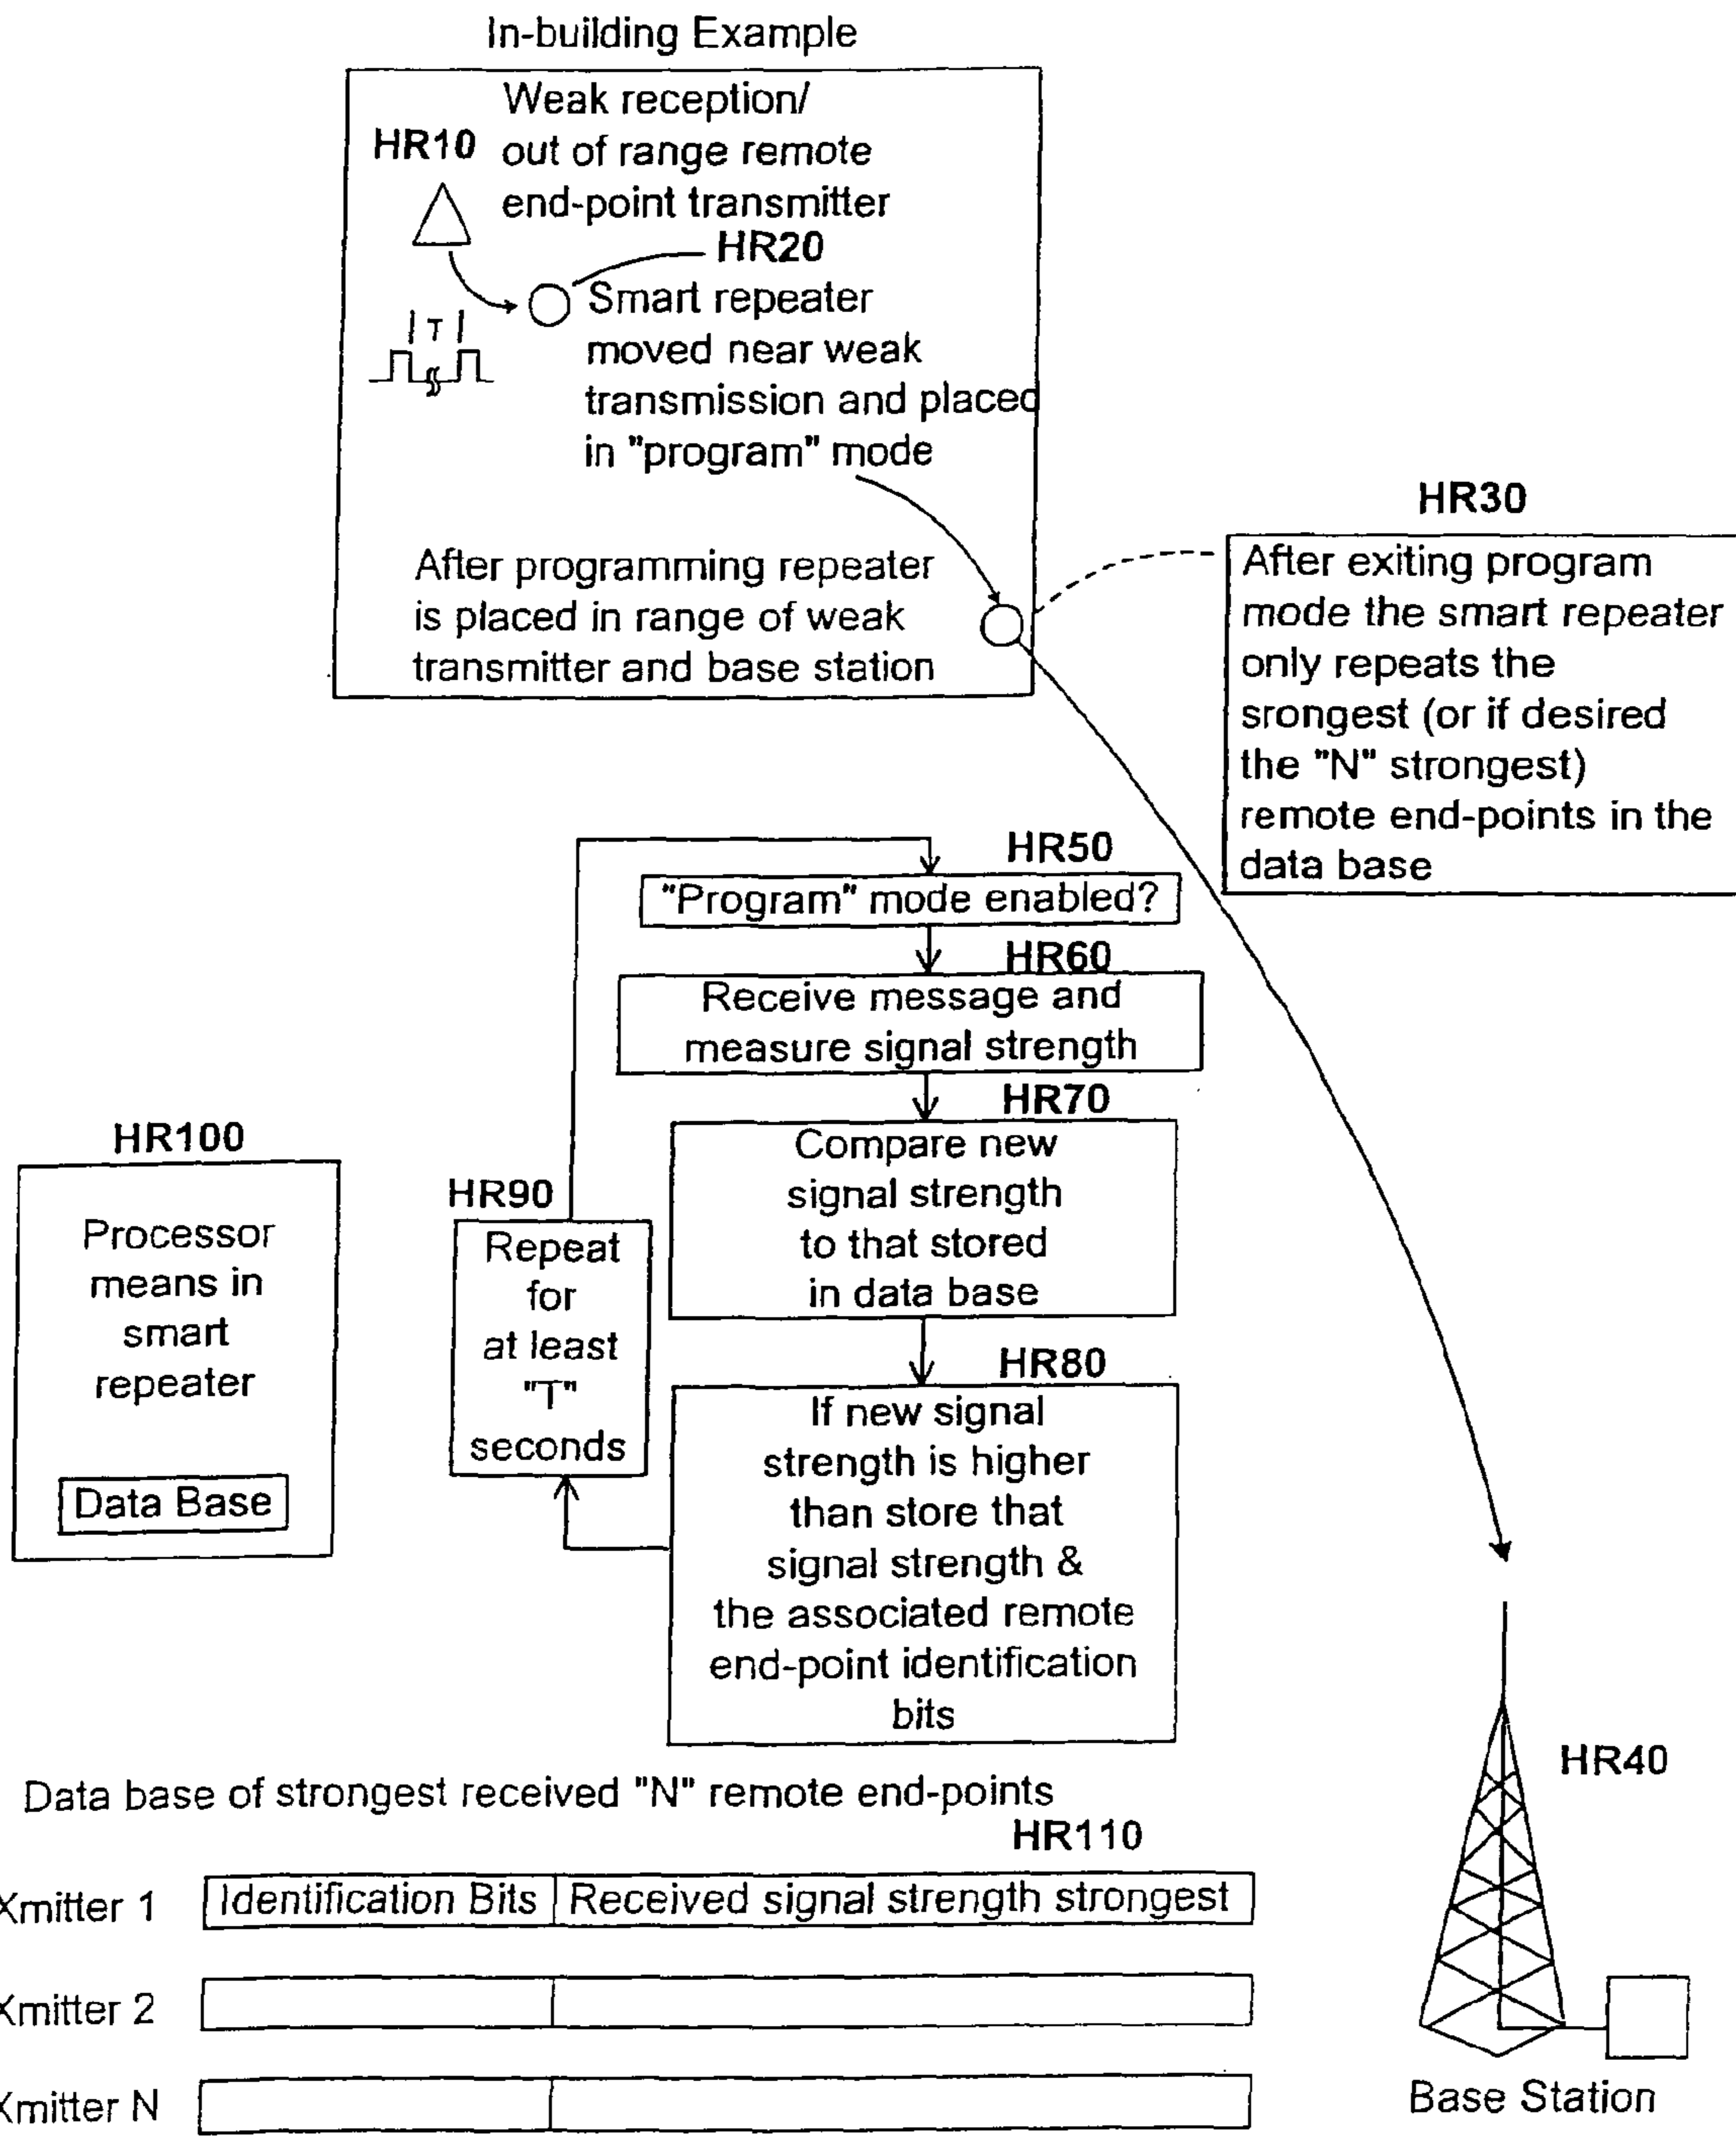 In-building Example
Weak reception/
HR10
out of range remote
end-point transmitter
HR20
Smart repeater
| T |
moved near weak
transmission and placed
in "program" mode
HR30
After programming repeater
is placed in range of weak
transmitter and base station
After exiting program
mode the smart repeater
only repeats the
srongest (or if desired
the "N" strongest)
remote end-points in the
data base
HR50
"Program" mode enabled?
HR60
Receive message and
measure signal strength
HR70
Compare new
signal strength
to that stored
in data base
HR100
Processor
means in
smart
repeater
Data Base
HR90
Repeat
for
at least
"T"
seconds
HR80
If new signal
strength is higher
than store that
signal strength &
the associated remote
end-point identification
bits
HR40
Data base of strongest received "N" remote end-points
HR110
Xmitter 1
Identification Bits
Received signal strength strongest
Xmitter 2
Xmitter N
Base Station